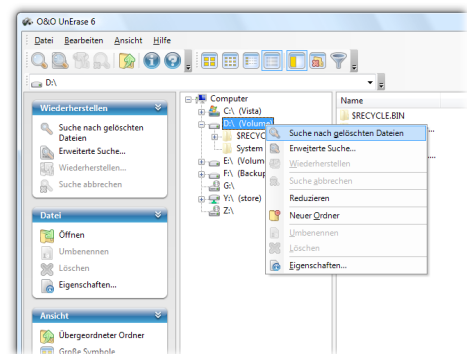 O&O UnErase 6
Datei Bearbeiten Ansicht Hilfe
D:\
Wiederherstellen
Suche nach gelöschten
Dateien
Erweiterte Suche...
Wiederherstellen...
Suche abbrechen
Datei
Öffnen
Umbenennen
Löschen
Eigenschaften...
Ansicht
Übergeordneter Ordner
Große Symbole
Computer
C:\ (Vista)
D:\ (Volume)
$RECYC
System
E:\ (Volum
F:\ (Backup
G:\
Y:\ (store)
Z:\
Name
$RECYCLE.BIN
Suche nach gelöschten Dateien
Erweiterte Suche...
Wiederherstellen
Suche abbrechen
Reduzieren
Neuer Ordner
Umbenennen
Löschen
Eigenschaften...